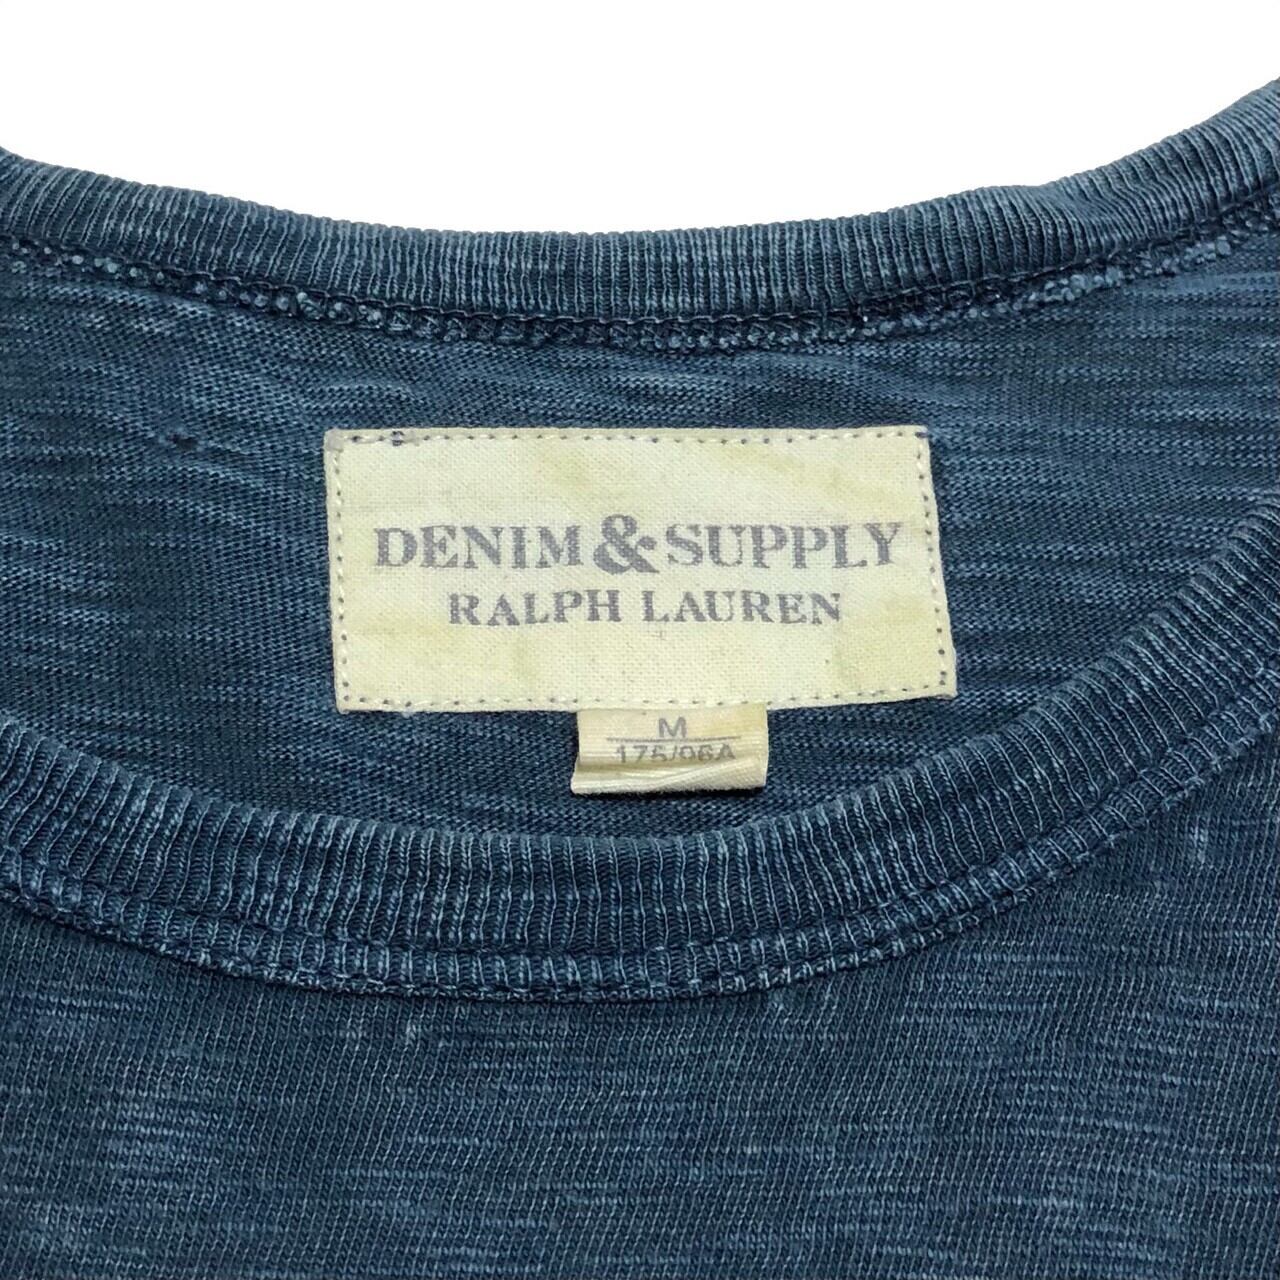 DENIM & SUPPLY
RALPH LAUREN
M
175/96A